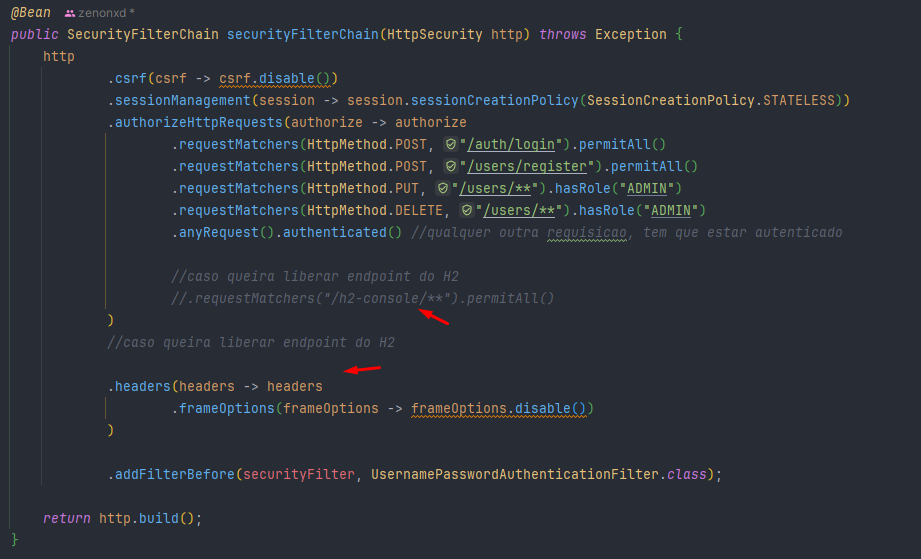 @Bean zenonxd *
public SecurityFilterChain securityFilterChain(HttpSecurity http) throws Exception {
http
.csrf(csrf -> csrf.disable())
.sessionManagement(session -> session.sessionCreationPolicy(SessionCreationPolicy.STATELESS))
.authorizeHttpRequests(authorize -> authorize
.requestMatchers(HttpMethod.POST, "/auth/login").permitAll()
.requestMatchers(HttpMethod.POST, "/users/register").permitAll()
.requestMatchers(HttpMethod.PUT, "/users/**").hasRole("ADMIN")
.requestMatchers(HttpMethod.DELETE, "/users/**").hasRole("ADMIN")
.anyRequest().authenticated() //qualquer outra requisicao, tem que estar autenticado
//caso queira liberar endpoint do H2
//.requestMatchers("/h2-console/**").permitAll()
)
//caso queira liberar endpoint do H2
.headers(headers -> headers
.frameOptions(frameOptions -> frameOptions.disable())
)
.addFilterBefore(securityFilter, UsernamePasswordAuthenticationFilter.class);
return http.build();
}